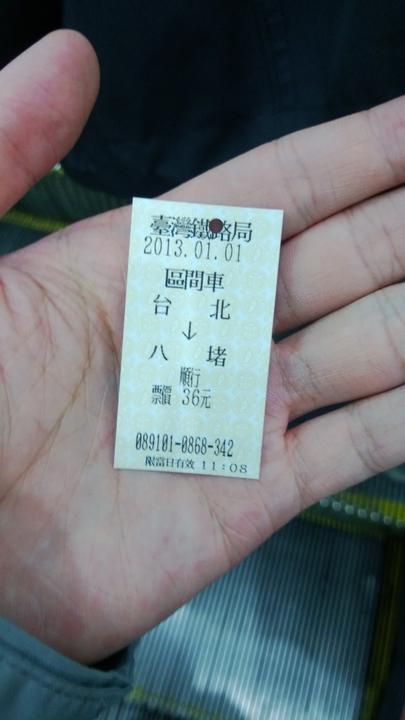 臺灣鐵路局
2013.01.01
區間車
台 北
↓
八 堵
順行
票價 36元
089101-0868-342
限當日有效 11:08